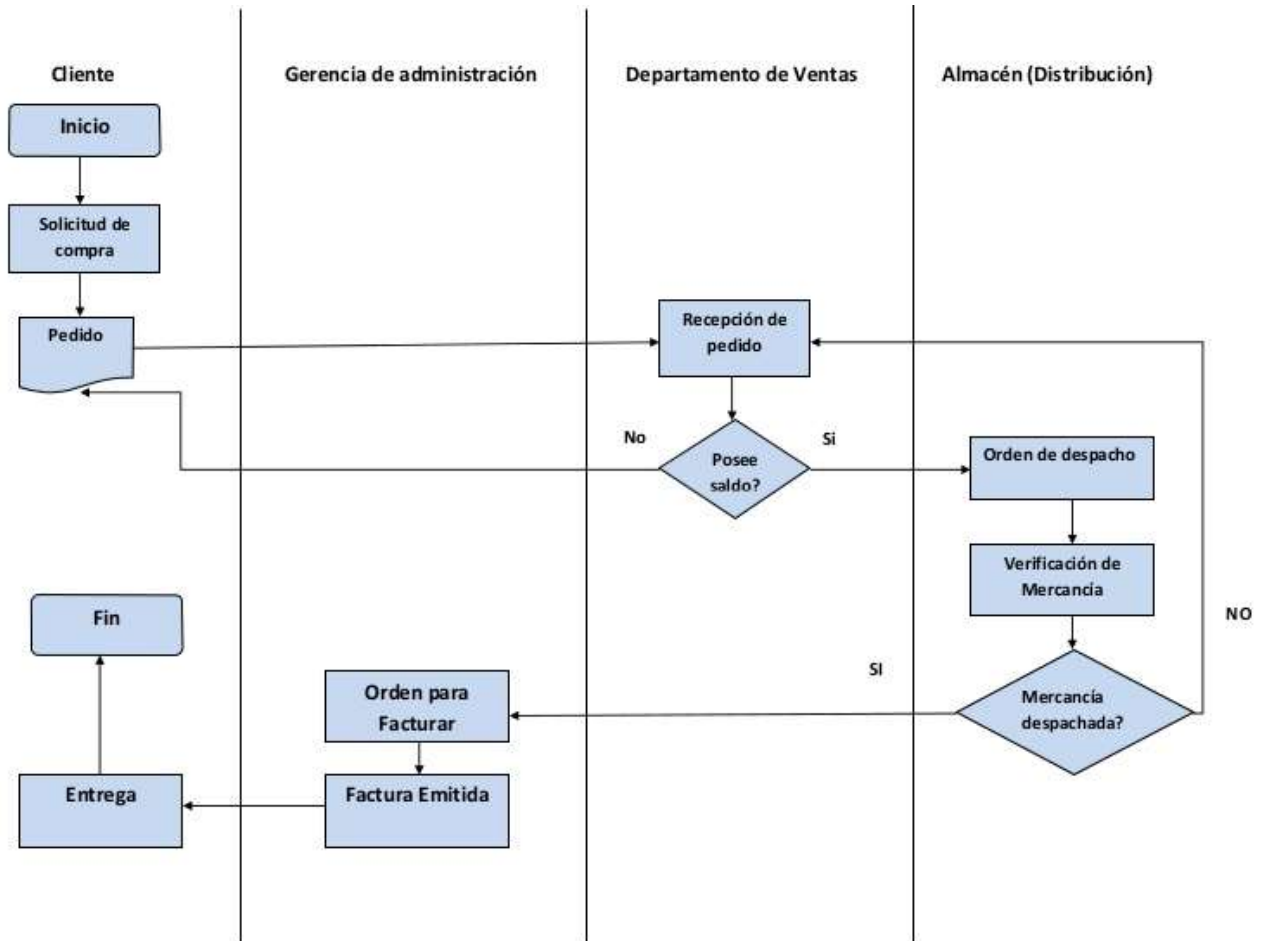 Cliente
Gerencia de administración
Departamento de Ventas
Almacén (Distribución)
Inicio
Solicitud de
compra
Pedido
Recepción de
pedido
No
Si
Posee
saldo?
Orden de despacho
Verificación de
Mercancía
NO
Fin
SI
Orden para
Facturar
Mercancía
despachada?
Entrega
Factura Emitida